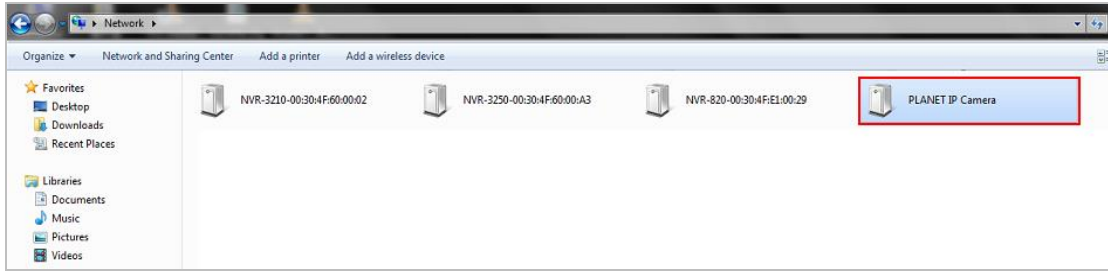 Network
Organize Network and Sharing Center Add a printer Add a wireless device
Favorites
Desktop
Downloads
Recent Places
Libraries
Documents
Music
Pictures
Videos
NVR-3210-00:30:4F:60:00:02
NVR-3250-00:30:4F:60:00:A3
NVR-820-00:30:4F:E1:00:29
PLANET IP Camera